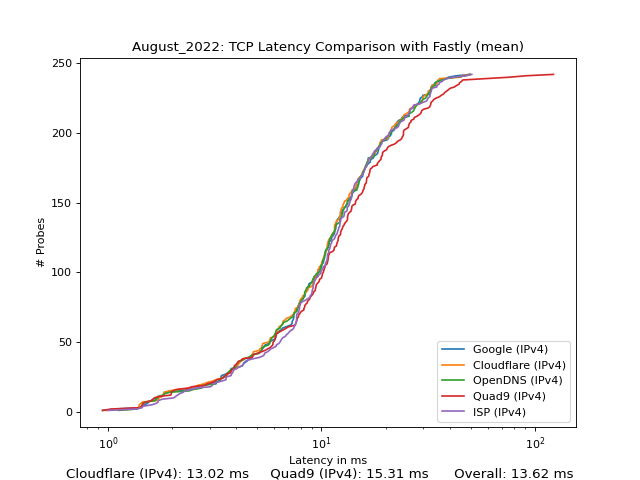 August_2022: TCP Latency Comparison with Fastly (mean)
250
200
150
100
50
0
# Probes
Google (IPv4)
Cloudflare (IPv4)
OpenDNS (IPv4)
Quad9 (IPv4)
ISP (IPv4)
10⁰ 10¹ 10²
Latency in ms
Cloudflare (IPv4): 13.02 ms Quad9 (IPv4): 15.31 ms Overall: 13.62 ms